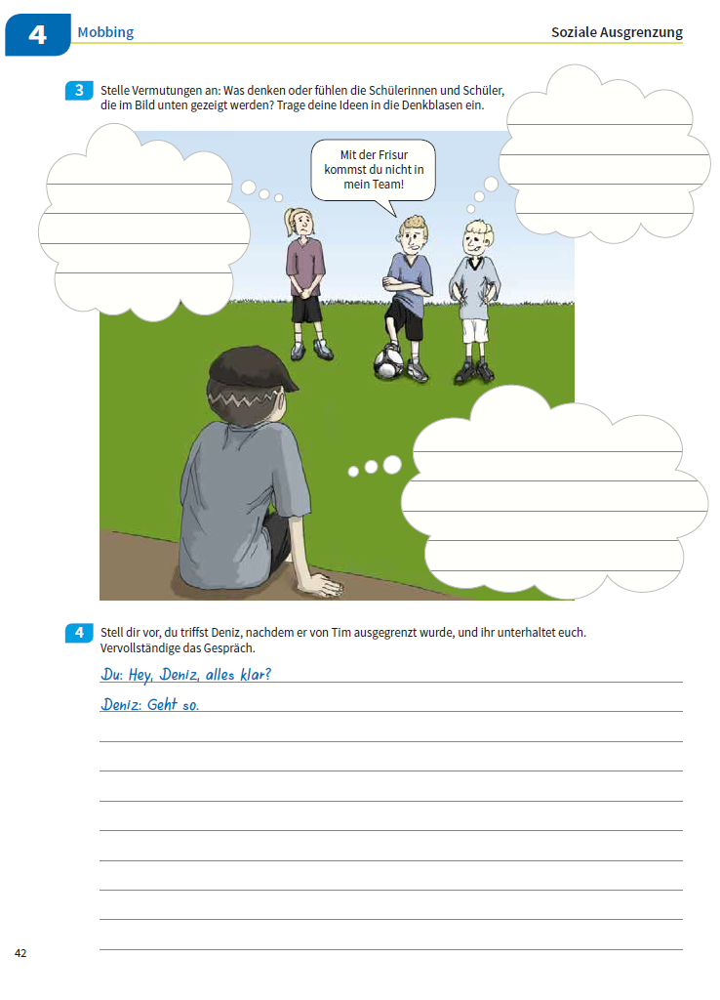 4 Mobbing Soziale Ausgrenzung
3 Stelle Vermutungen an: Was denken oder fühlen die Schülerinnen und Schüler,
die im Bild unten gezeigt werden? Trage deine Ideen in die Denkblasen ein.
Mit der Frisur
kommst du nicht in
mein Team!
4 Stell dir vor, du triffst Deniz, nachdem er von Tim ausgegrenzt wurde, und ihr unterhaltet euch.
Vervollständige das Gespräch.
Du: Hey, Deniz, alles klar?
Deniz: Geht so.
42